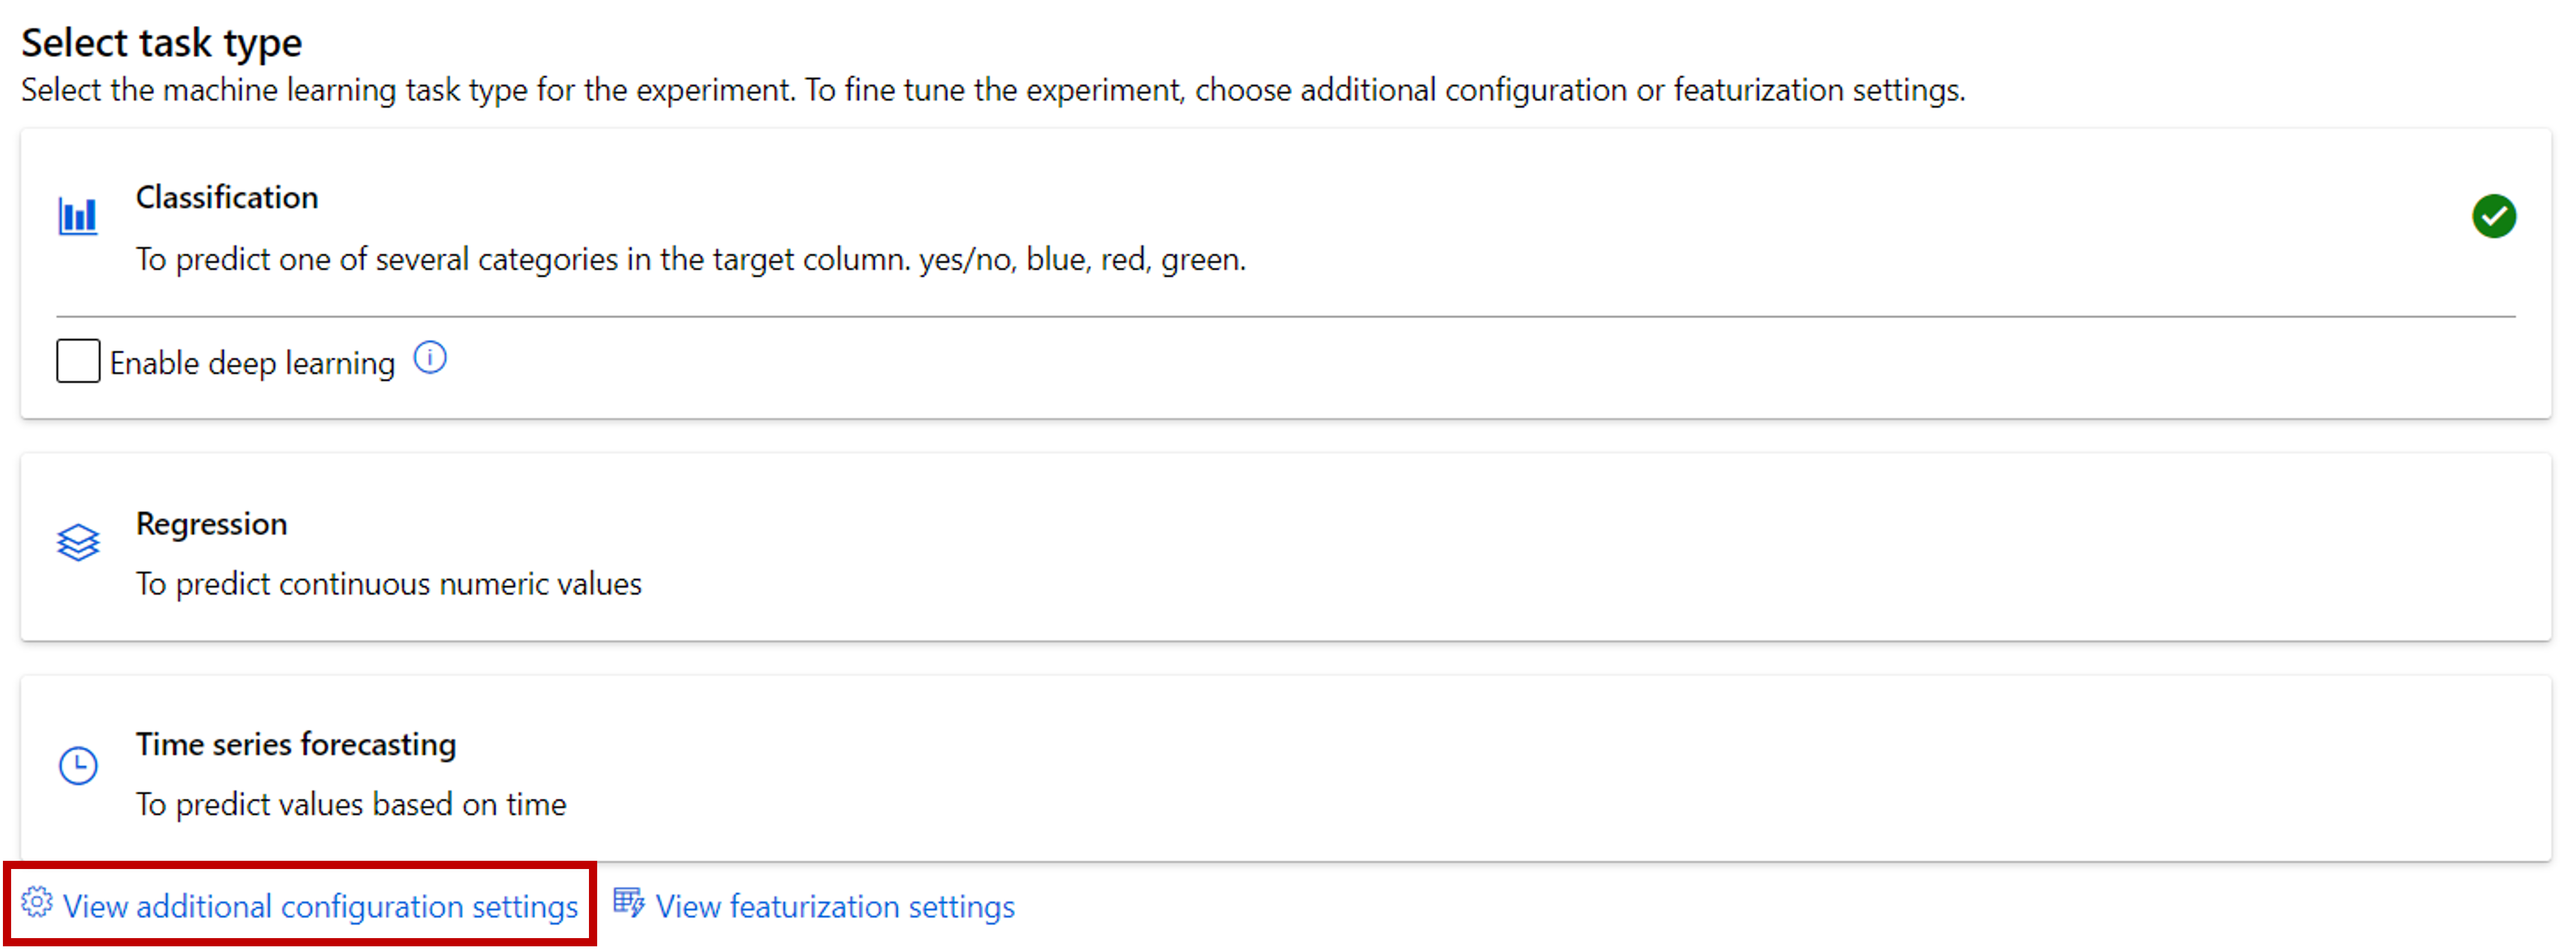 Select task type
Select the machine learning task type for the experiment. To fine tune the experiment, choose additional configuration or featurization settings.
Classification
To predict one of several categories in the target column. yes/no, blue, red, green.
Enable deep learning
Regression
To predict continuous numeric values
Time series forecasting
To predict values based on time
View additional configuration settings View featurization settings